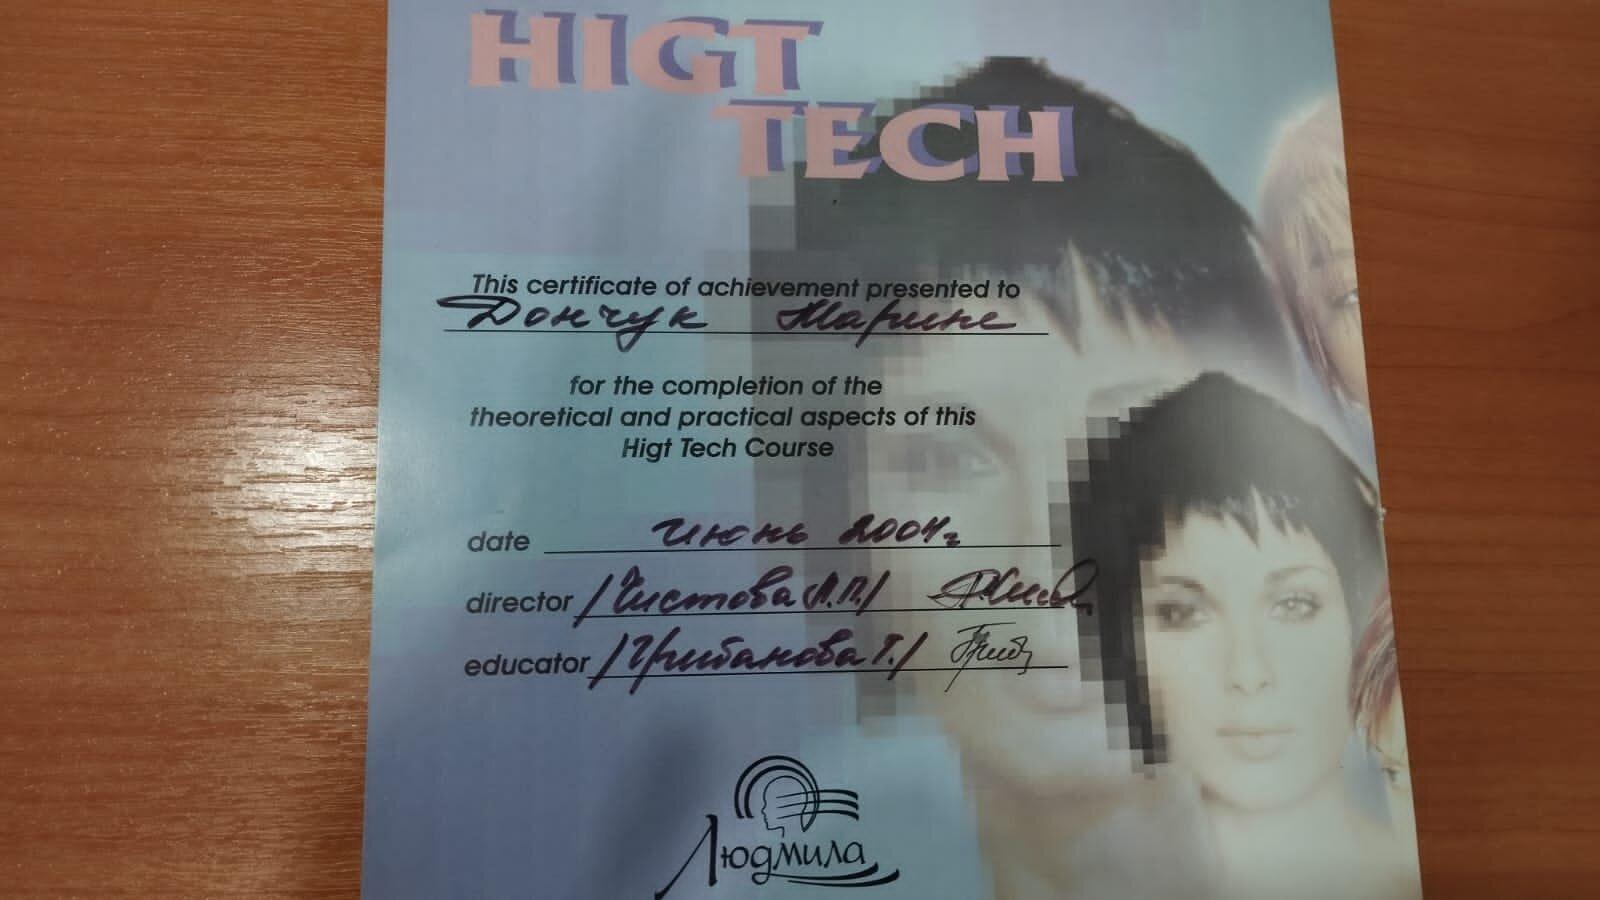 HIGT
TECH
This certificate of achievement presented to
Дончук Марине
for the completion of the
theoretical and practical aspects of this
Higt Tech Course
date июнь 2004г
director /Чистова Л.П./
educator /Грибанова Т./
Людмила